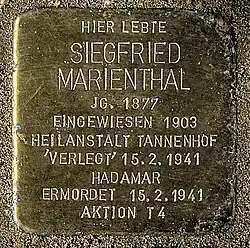 HIER LEBTE
SIEGFRIED
MARIENTHAL
JG. 1877
EINGEWIESEN 1903
HEILANSTALT TANNENHOF
'VERLEGT' 15.2.1941
HADAMAR
ERMORDET 15.2.1941
AKTION T4